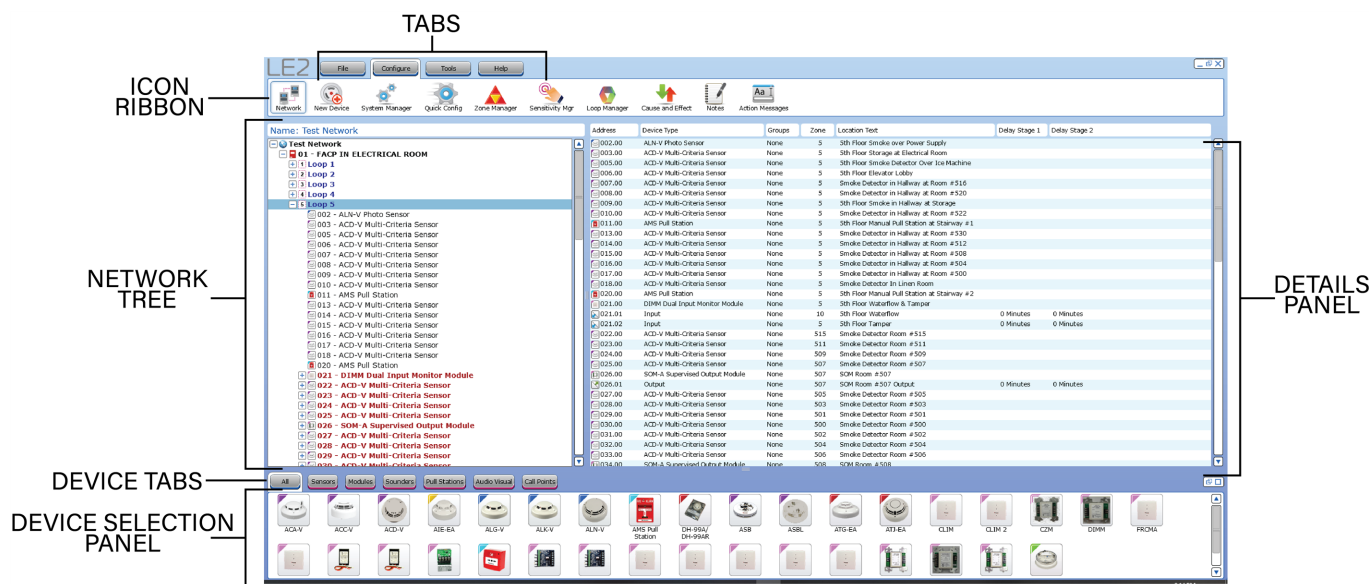 TABS
ICON
RIBBON
NETWORK
TREE
DEVICE TABS
DEVICE SELECTION
PANEL
DETAILS
PANEL
LE2 File Configure Tools Help
Network New Device System Manager Quick Config Zone Manager Sensitivity Mgr Loop Manager Cause and Effect Notes Action Messages
Name: Test Network
Test Network
01 - FACP IN ELECTRICAL ROOM
1 Loop 1
2 Loop 2
3 Loop 3
4 Loop 4
5 Loop 5
002 - ALN-V Photo Sensor
003 - ACD-V Multi-Criteria Sensor
005 - ACD-V Multi-Criteria Sensor
006 - ACD-V Multi-Criteria Sensor
007 - ACD-V Multi-Criteria Sensor
008 - ACD-V Multi-Criteria Sensor
009 - ACD-V Multi-Criteria Sensor
010 - ACD-V Multi-Criteria Sensor
011 - AMS Pull Station
013 - ACD-V Multi-Criteria Sensor
014 - ACD-V Multi-Criteria Sensor
015 - ACD-V Multi-Criteria Sensor
016 - ACD-V Multi-Criteria Sensor
017 - ACD-V Multi-Criteria Sensor
018 - ACD-V Multi-Criteria Sensor
020 - AMS Pull Station
021 - DIMM Dual Input Monitor Module
022 - ACD-V Multi-Criteria Sensor
023 - ACD-V Multi-Criteria Sensor
024 - ACD-V Multi-Criteria Sensor
025 - ACD-V Multi-Criteria Sensor
026 - SOM-A Supervised Output Module
027 - ACD-V Multi-Criteria Sensor
028 - ACD-V Multi-Criteria Sensor
029 - ACD-V Multi-Criteria Sensor
030 - ACD-V Multi-Criteria Sensor
Address Device Type Groups Zone Location Text Delay Stage 1 Delay Stage 2
002.00 ALN-V Photo Sensor None 5 5th Floor Smoke over Power Supply
003.00 ACD-V Multi-Criteria Sensor None 5 5th Floor Storage at Electrical Room
005.00 ACD-V Multi-Criteria Sensor None 5 5th Floor Smoke Detector Over Ice Machine
006.00 ACD-V Multi-Criteria Sensor None 5 5th Floor Elevator Lobby
007.00 ACD-V Multi-Criteria Sensor None 5 Smoke Detector in Hallway at Room #516
008.00 ACD-V Multi-Criteria Sensor None 5 Smoke Detector in Hallway at Room #520
009.00 ACD-V Multi-Criteria Sensor None 5 5th Floor Smoke in Hallway at Storage
010.00 ACD-V Multi-Criteria Sensor None 5 Smoke Detector in Hallway at Room #522
011.00 AMS Pull Station None 5 5th Floor Manual Pull Station at Stairway #1
013.00 ACD-V Multi-Criteria Sensor None 5 Smoke Detector in Hallway at Room #530
014.00 ACD-V Multi-Criteria Sensor None 5 Smoke Detector in Hallway at Room #512
015.00 ACD-V Multi-Criteria Sensor None 5 Smoke Detector in Hallway at Room #508
016.00 ACD-V Multi-Criteria Sensor None 5 Smoke Detector in Hallway at Room #504
017.00 ACD-V Multi-Criteria Sensor None 5 Smoke Detector in Hallway at Room #500
018.00 ACD-V Multi-Criteria Sensor None 5 Smoke Detector In Linen Room
020.00 AMS Pull Station None 5 5th Floor Manual Pull Station at Stairway #2
021.00 DIMM Dual Input Monitor Module None 5 5th Floor Waterflow & Tamper
021.01 Input None 10 5th Floor Waterflow 0 Minutes 0 Minutes
021.02 Input None 5 5th Floor Tamper 0 Minutes 0 Minutes
022.00 ACD-V Multi-Criteria Sensor None 515 Smoke Detector Room #515
023.00 ACD-V Multi-Criteria Sensor None 511 Smoke Detector Room #511
024.00 ACD-V Multi-Criteria Sensor None 509 Smoke Detector Room #509
025.00 ACD-V Multi-Criteria Sensor None 507 Smoke Detector Room #507
026.00 SOM-A Supervised Output Module None 507 SOM Room #507
026.01 Output None 507 SOM Room #507 Output 0 Minutes 0 Minutes
027.00 ACD-V Multi-Criteria Sensor None 505 Smoke Detector Room #505
028.00 ACD-V Multi-Criteria Sensor None 503 Smoke Detector Room #503
029.00 ACD-V Multi-Criteria Sensor None 501 Smoke Detector Room #501
030.00 ACD-V Multi-Criteria Sensor None 500 Smoke Detector Room #500
031.00 ACD-V Multi-Criteria Sensor None 502 Smoke Detector Room #502
032.00 ACD-V Multi-Criteria Sensor None 504 Smoke Detector Room #504
033.00 ACD-V Multi-Criteria Sensor None 506 Smoke Detector Room #506
034.00 SOM-A Supervised Output Module None 508 SOM Room #508
All Sensors Modules Sounders Pull Stations Audio Visual Call Points
ACA-V ACC-V ACD-V AIE-EA ALG-V ALK-V ALN-V AMS Pull Station DH-99A/ DH-99AR ASB ASBL ATG-EA ATJ-EA CLIM CLIM 2 CZM DIMM FRCMA